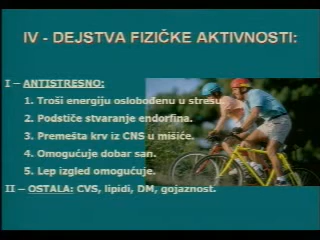 IV - DEJSTVA FIZIČKE AKTIVNOSTI:
I – ANTISTRESNO:
1. Troši energiju oslobođenu u stresu.
2. Podstiče stvaranje endorfina.
3. Premešta krv iz CNS u mišiće.
4. Omogućuje dobar san.
5. Lep izgled omogućuje.
II – OSTALA: CVS, lipidi, DM, gojaznost.